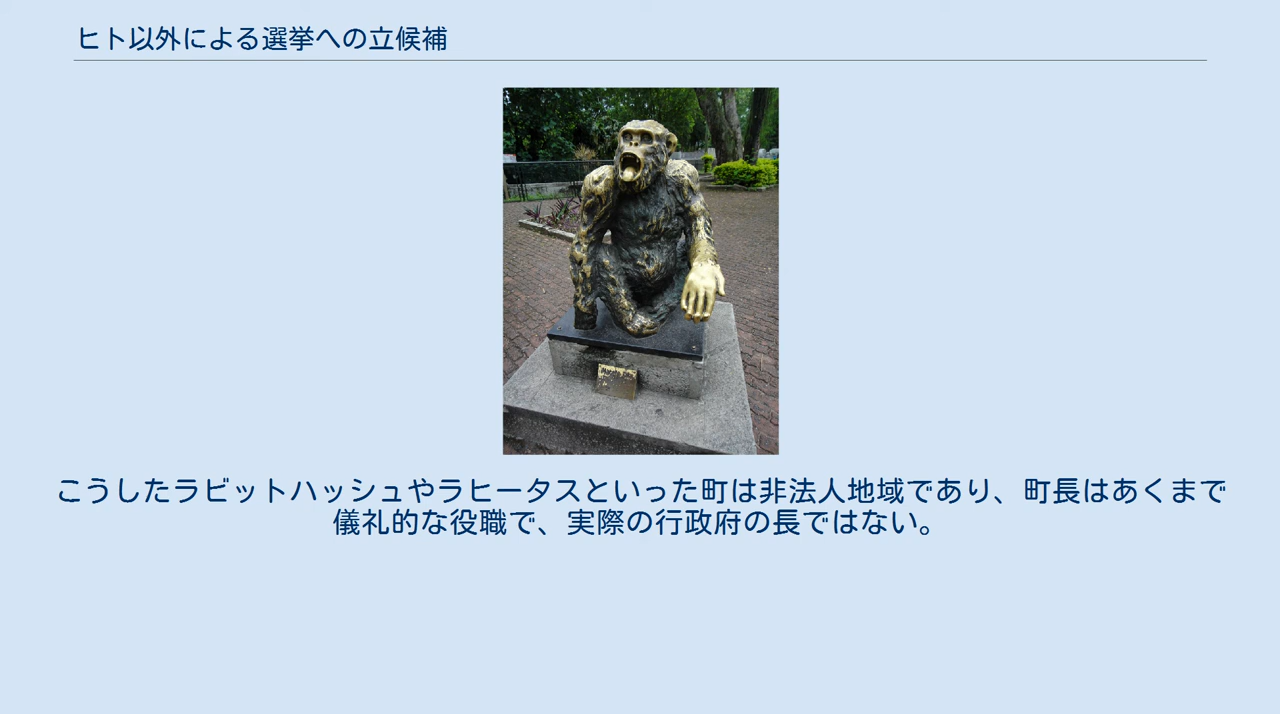 ヒト以外による選挙への立候補
こうしたラビットハッシュやラヒータスといった町は非法人地域であり、町長はあくまで
儀礼的な役職で、実際の行政府の長ではない。